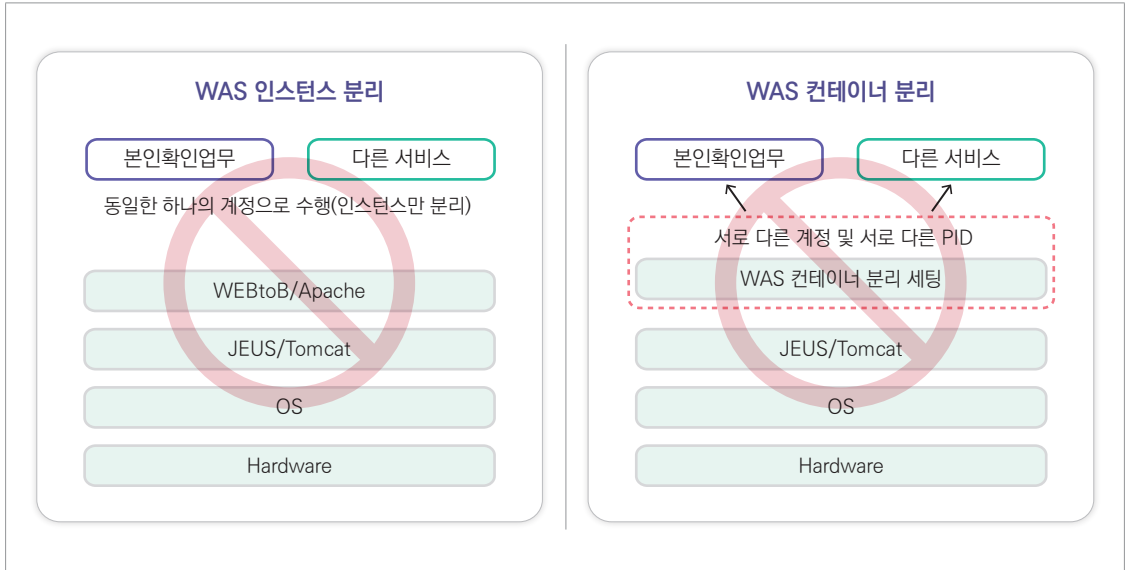 WAS 인스턴스 분리
본인확인업무
다른 서비스
동일한 하나의 계정으로 수행(인스턴스만 분리)
WEBtoB/Apache
JEUS/Tomcat
OS
Hardware
WAS 컨테이너 분리
본인확인업무
다른 서비스
서로 다른 계정 및 서로 다른 PID
WAS 컨테이너 분리 세팅
JEUS/Tomcat
OS
Hardware